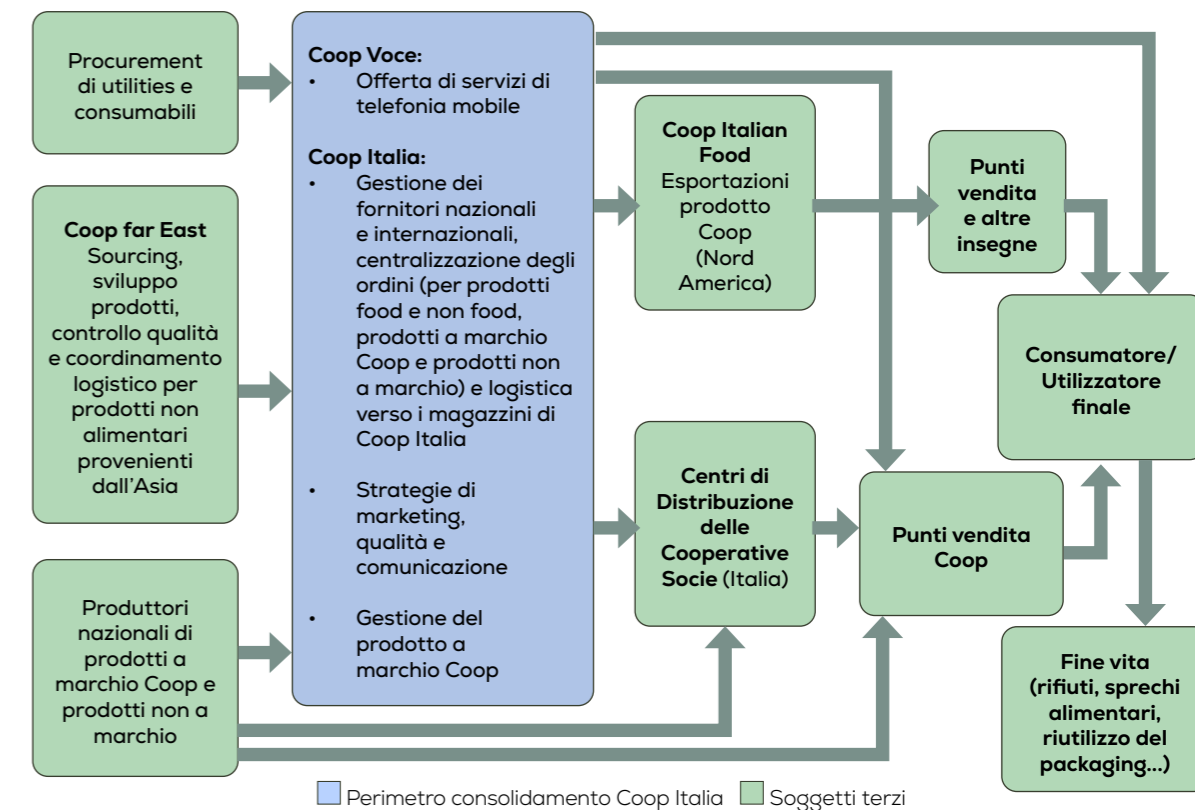 Procurement
di utilities e
consumabili
Coop far East
Sourcing,
sviluppo
prodotti,
controllo qualità
e coordinamento
logistico per
prodotti non
alimentari
provenienti
dall'Asia
Produttori
nazionali di
prodotti a
marchio Coop e
prodotti non a
marchio
Coop Voce:
• Offerta di servizi di
telefonia mobile
Coop Italia:
• Gestione dei
fornitori nazionali
e internazionali,
centralizzazione degli
ordini (per prodotti
food e non food,
prodotti a marchio
Coop e prodotti non
a marchio) e logistica
verso i magazzini di
Coop Italia
• Strategie di
marketing,
qualità e
comunicazione
• Gestione del
prodotto a
marchio Coop
Coop Italian
Food
Esportazioni
prodotto
Coop
(Nord
America)
Centri di
Distribuzione
delle
Cooperative
Socie (Italia)
Punti
vendita
e altre
insegne
Punti vendita
Coop
Consumatore/
Utilizzatore
finale
Fine vita
(rifiuti, sprechi
alimentari,
riutilizzo del
packaging...)
Perimetro consolidamento Coop Italia Soggetti terzi